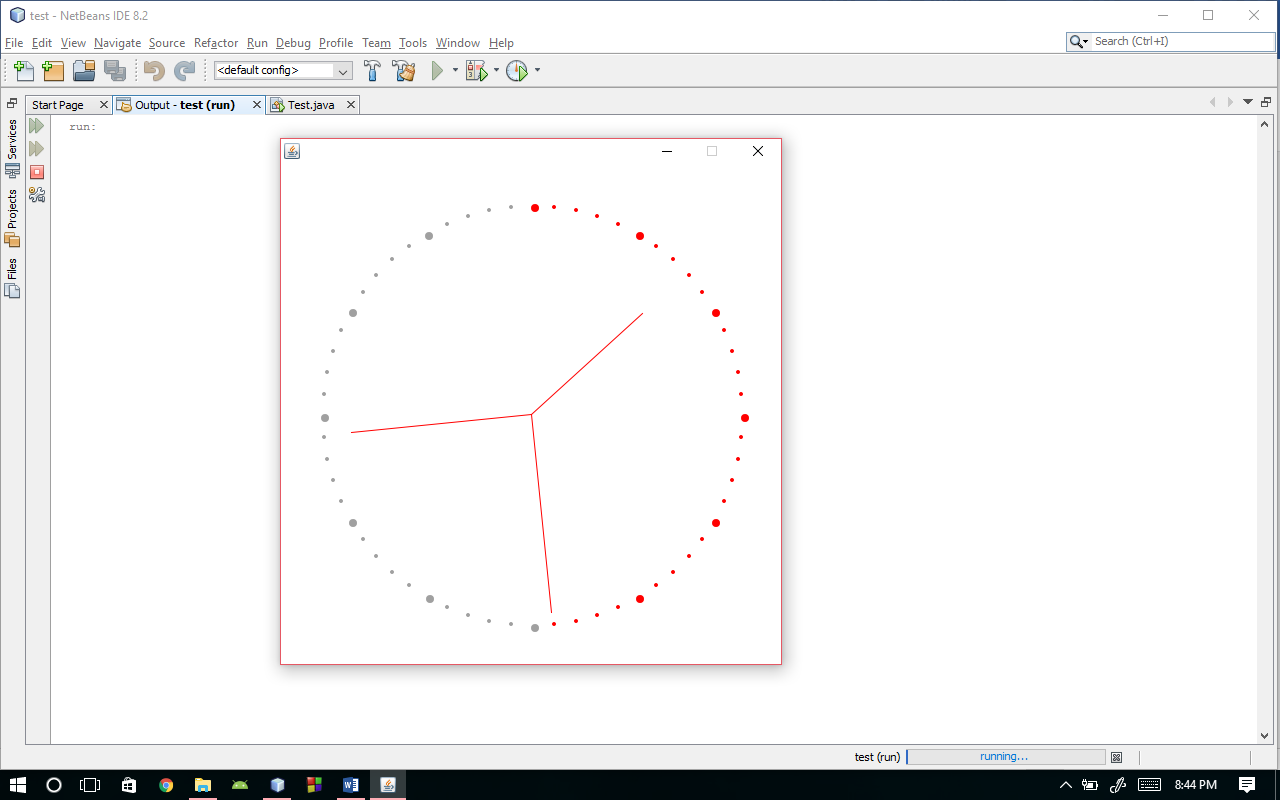 test - NetBeans IDE 8.2
File Edit View Navigate Source Refactor Run Debug Profile Team Tools Window Help
Search (Ctrl+I)
<default config>
Start Page
Output - test (run)
Test.java
run:
Services
Projects
Files
test (run)
running...
8:44 PM